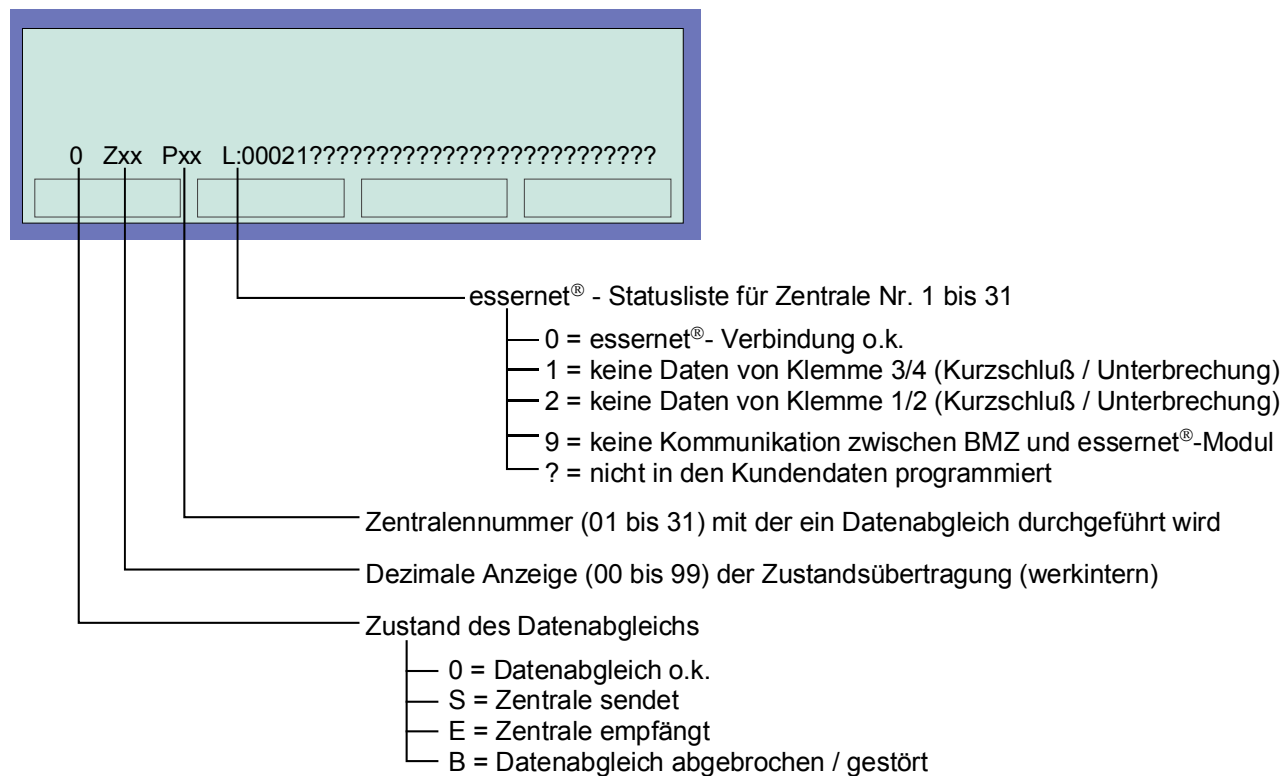 0 Zxx Pxx L:00021??????????????????????????
essernet® - Statusliste für Zentrale Nr. 1 bis 31
0 = essernet®- Verbindung o.k.
1 = keine Daten von Klemme 3/4 (Kurzschluß / Unterbrechung)
2 = keine Daten von Klemme 1/2 (Kurzschluß / Unterbrechung)
9 = keine Kommunikation zwischen BMZ und essernet®-Modul
? = nicht in den Kundendaten programmiert
Zentralennummer (01 bis 31) mit der ein Datenabgleich durchgeführt wird
Dezimale Anzeige (00 bis 99) der Zustandsübertragung (werkintern)
Zustand des Datenabgleichs
0 = Datenabgleich o.k.
S = Zentrale sendet
E = Zentrale empfängt
B = Datenabgleich abgebrochen / gestört